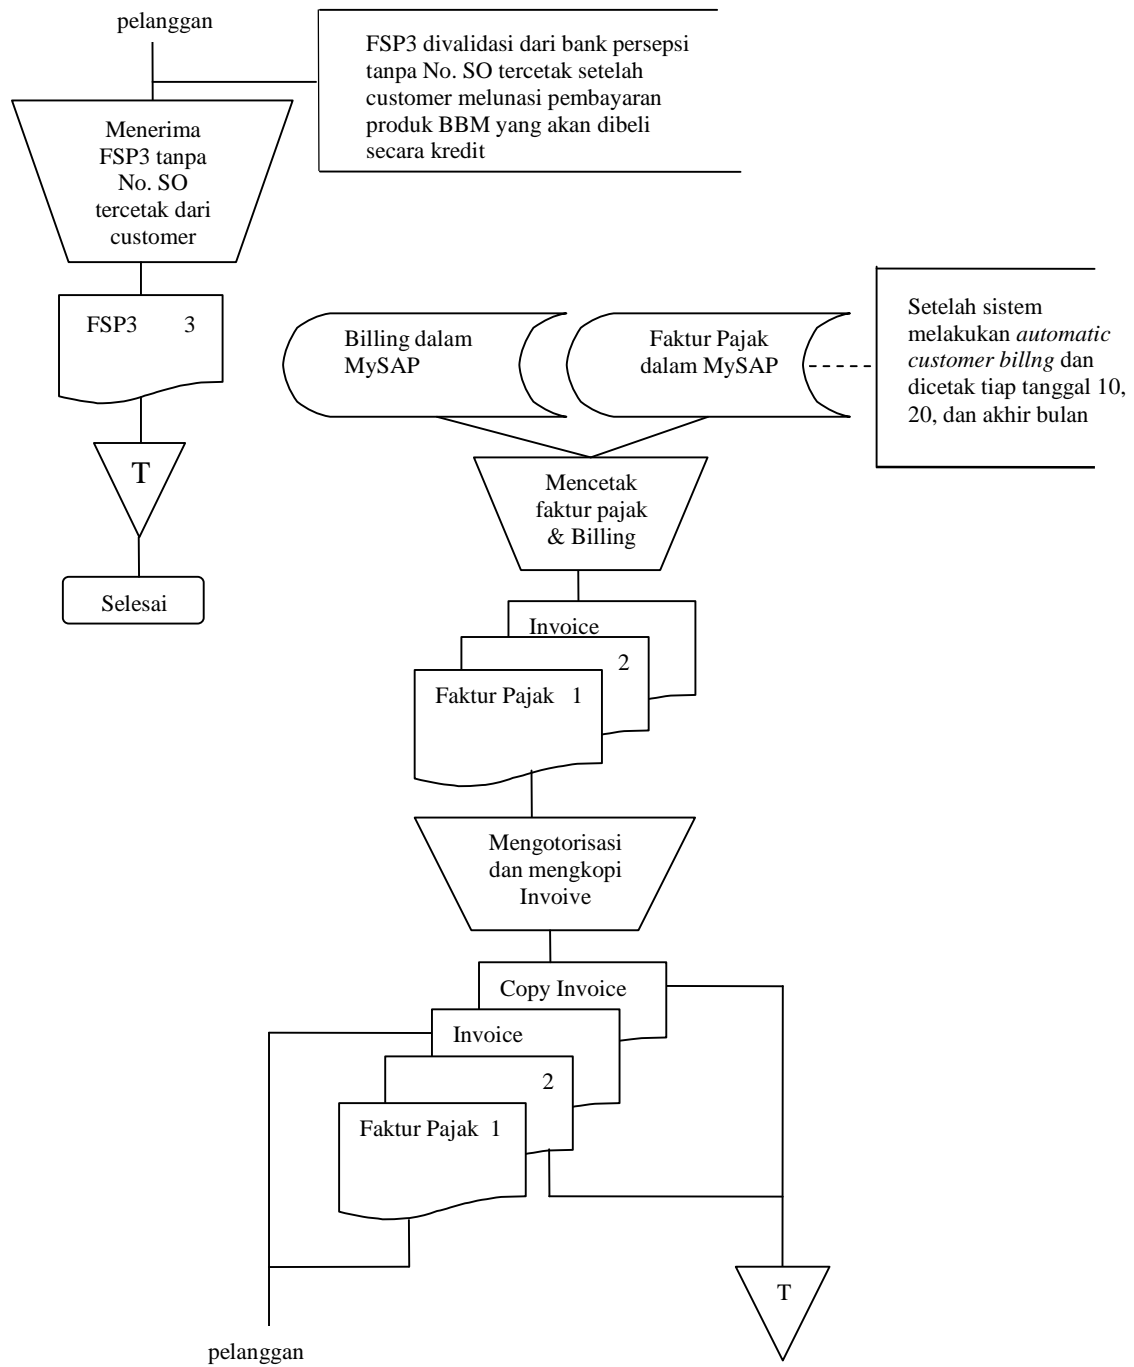 pelanggan
FSP3 divalidasi dari bank persepsi
tanpa No. SO tercetak setelah
customer melunasi pembayaran
produk BBM yang akan dibeli
secara kredit
Menerima
FSP3 tanpa
No. SO
tercetak dari
customer
FSP3 3
T
Selesai
Billing dalam
MySAP
Faktur Pajak
dalam MySAP
Setelah sistem
melakukan automatic
customer billng dan
dicetak tiap tanggal 10,
20, dan akhir bulan
Mencetak
faktur pajak
& Billing
Invoice
2
Faktur Pajak 1
Mengotorisasi
dan mengkopi
Invoive
Copy Invoice
Invoice
2
Faktur Pajak 1
T
pelanggan